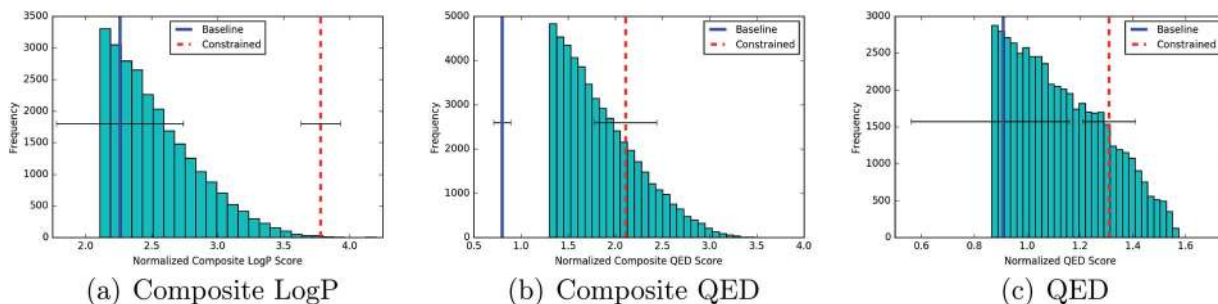 3500
3000
2500
2000
1500
1000
500
0
Frequency
2.0 2.5 3.0 3.5 4.0
Normalized Composite LogP Score
Baseline
Constrained
(a) Composite LogP
5000
4000
3000
2000
1000
0
Frequency
0.5 1.0 1.5 2.0 2.5 3.0 3.5 4.0
Normalized Composite QED Score
Baseline
Constrained
(b) Composite QED
3000
2500
2000
1500
1000
500
0
Frequency
0.6 0.8 1.0 1.2 1.4 1.6
Normalized QED Score
Baseline
Constrained
(c) QED